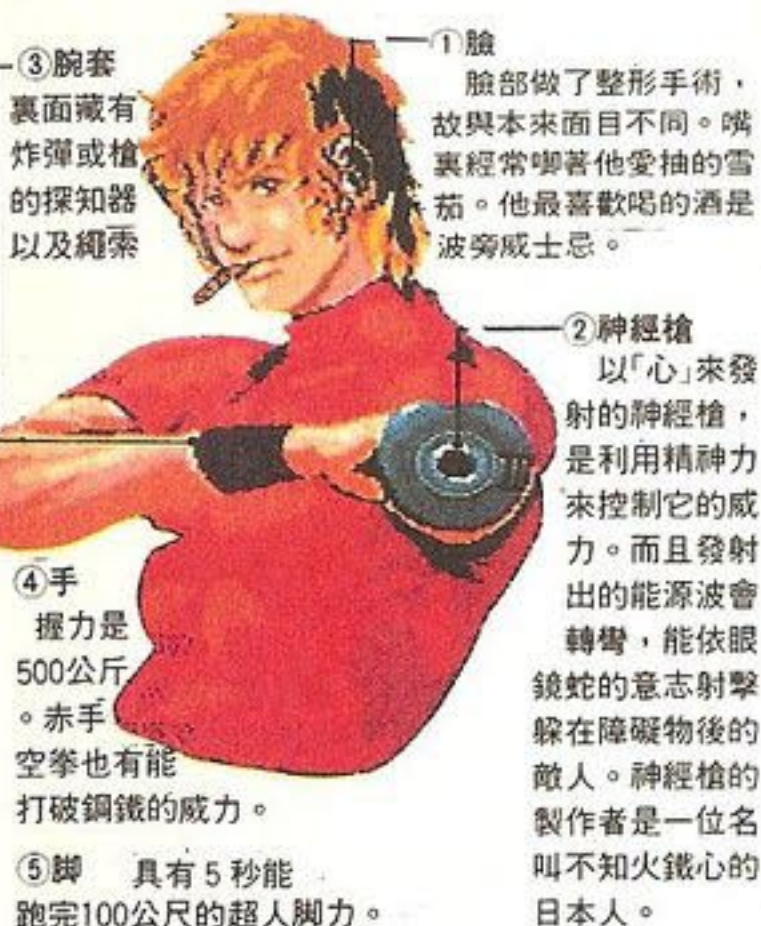 ①臉
臉部做了整形手術，
故與本來面目不同。嘴
裏經常啣著他愛抽的雪
茄。他最喜歡喝的酒是
波旁威士忌。
②神經槍
以「心」來發
射的神經槍，
是利用精神力
來控制它的威
力。而且發射
出的能源波會
轉彎，能依眼
鏡蛇的意志射擊
躲在障礙物後的
敵人。神經槍的
製作者是一位名
叫不知火鐵心的
日本人。
③腕套
裏面藏有
炸彈或槍
的探知器
以及繩索
④手
握力是
500公斤
。赤手
空拳也有能
打破鋼鐵的威力。
⑤脚　具有5秒能
跑完100公尺的超人脚力。